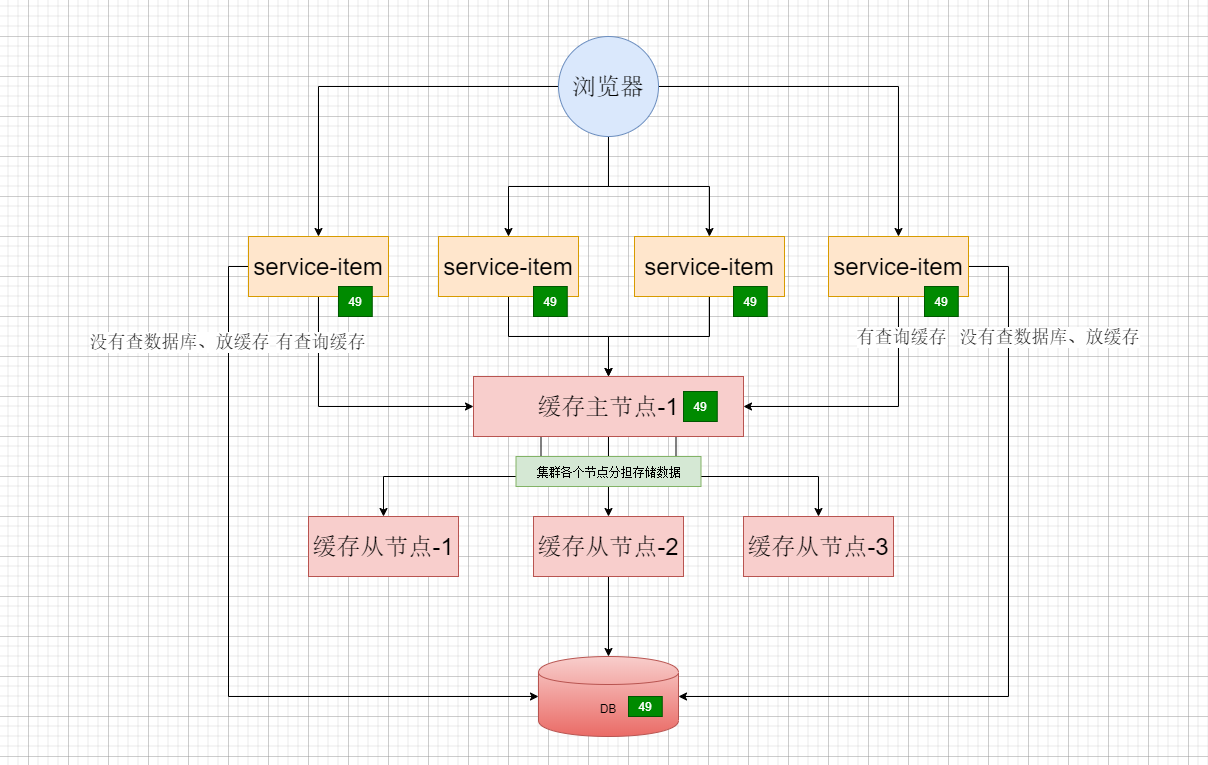 浏览器
service-item
49
service-item
49
service-item
49
service-item
49
没有查数据库、放缓存
有查询缓存
有查询缓存
没有查数据库、放缓存
缓存主节点-1
49
集群各个节点分担存储数据
缓存从节点-1
缓存从节点-2
缓存从节点-3
DB
49